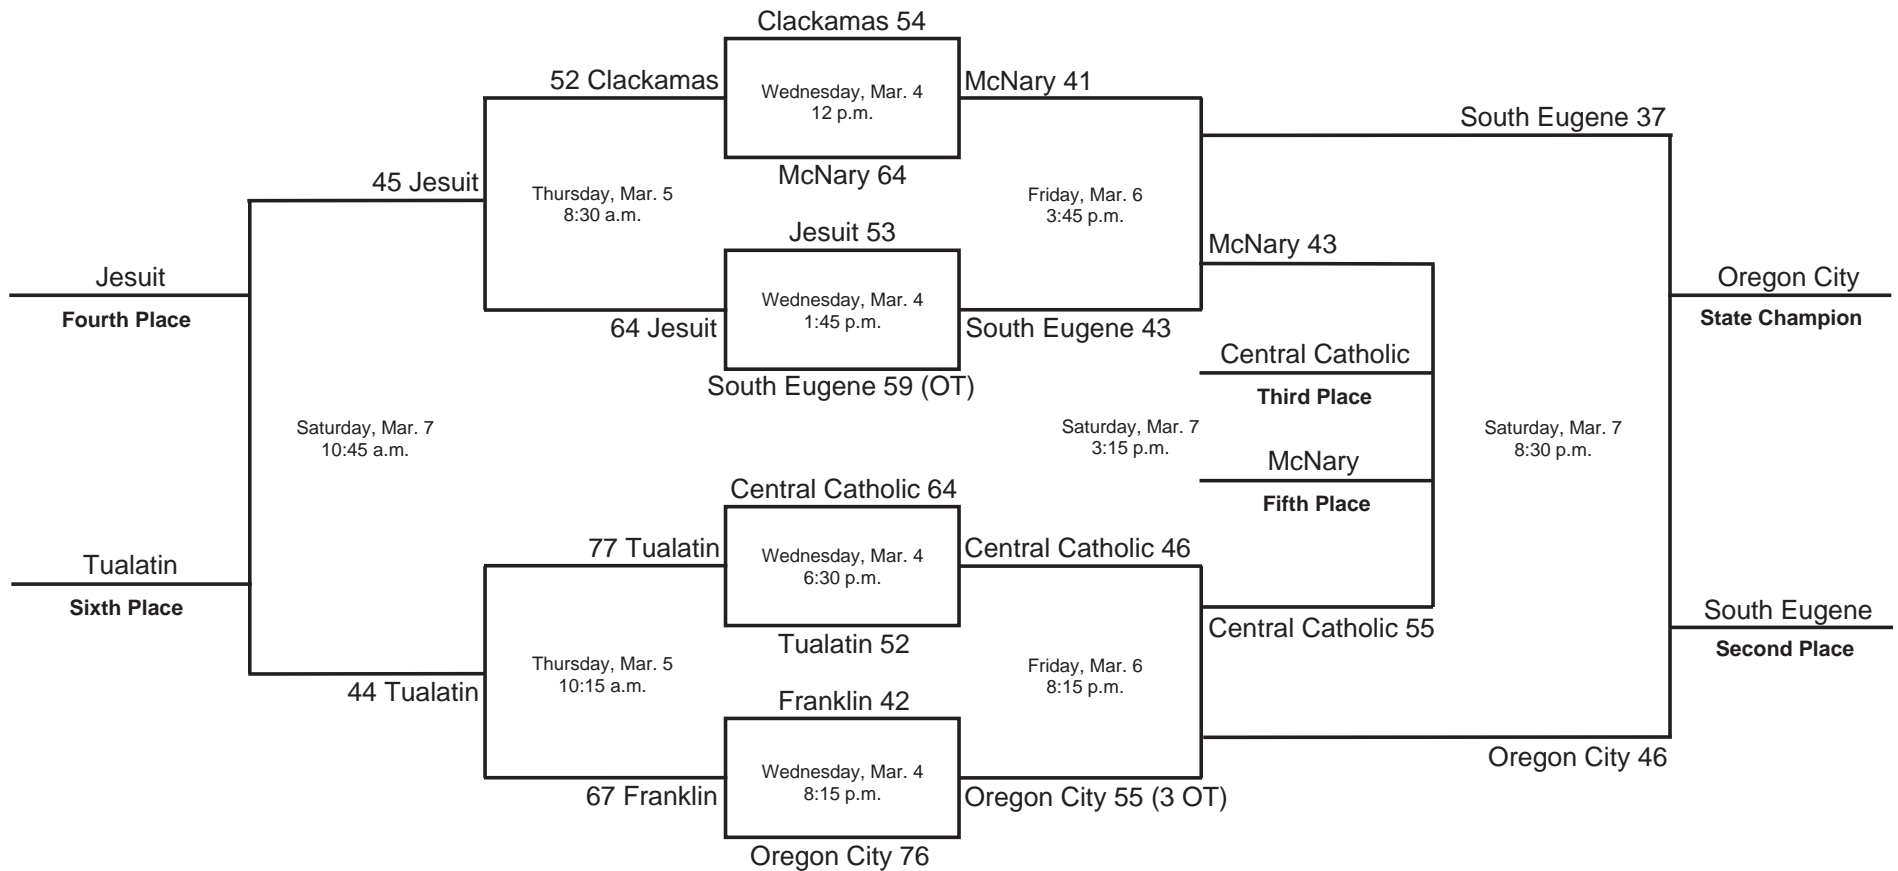 Clackamas 54
52 Clackamas
Wednesday, Mar. 4
12 p.m.
McNary 41
South Eugene 37
McNary 64
45 Jesuit
Thursday, Mar. 5
8:30 a.m.
Friday, Mar. 6
3:45 p.m.
Jesuit 53
McNary 43
Jesuit
Fourth Place
Wednesday, Mar. 4
1:45 p.m.
Oregon City
State Champion
64 Jesuit
South Eugene 43
South Eugene 59 (OT)
Central Catholic
Third Place
Saturday, Mar. 7
10:45 a.m.
Saturday, Mar. 7
3:15 p.m.
Saturday, Mar. 7
8:30 p.m.
McNary
Fifth Place
Central Catholic 64
77 Tualatin
Wednesday, Mar. 4
6:30 p.m.
Central Catholic 46
Tualatin
Sixth Place
South Eugene
Second Place
Tualatin 52
Central Catholic 55
Thursday, Mar. 5
10:15 a.m.
Friday, Mar. 6
8:15 p.m.
44 Tualatin
Franklin 42
Oregon City 46
67 Franklin
Wednesday, Mar. 4
8:15 p.m.
Oregon City 55 (3 OT)
Oregon City 76